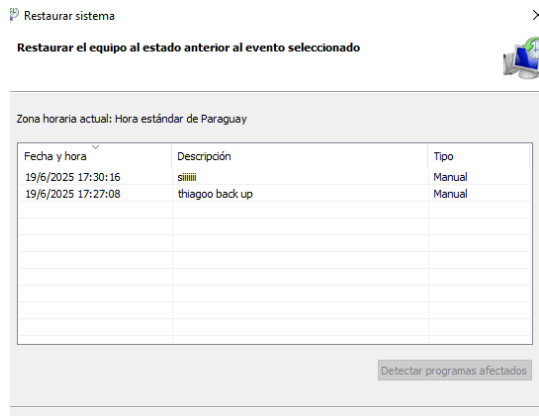 Restaurar sistema
Restaurar el equipo al estado anterior al evento seleccionado
Zona horaria actual: Hora estándar de Paraguay
Fecha y hora Descripción Tipo
19/6/2025 17:30:16 siiiiiii Manual
19/6/2025 17:27:08 thiagoo back up Manual
Detectar programas afectados